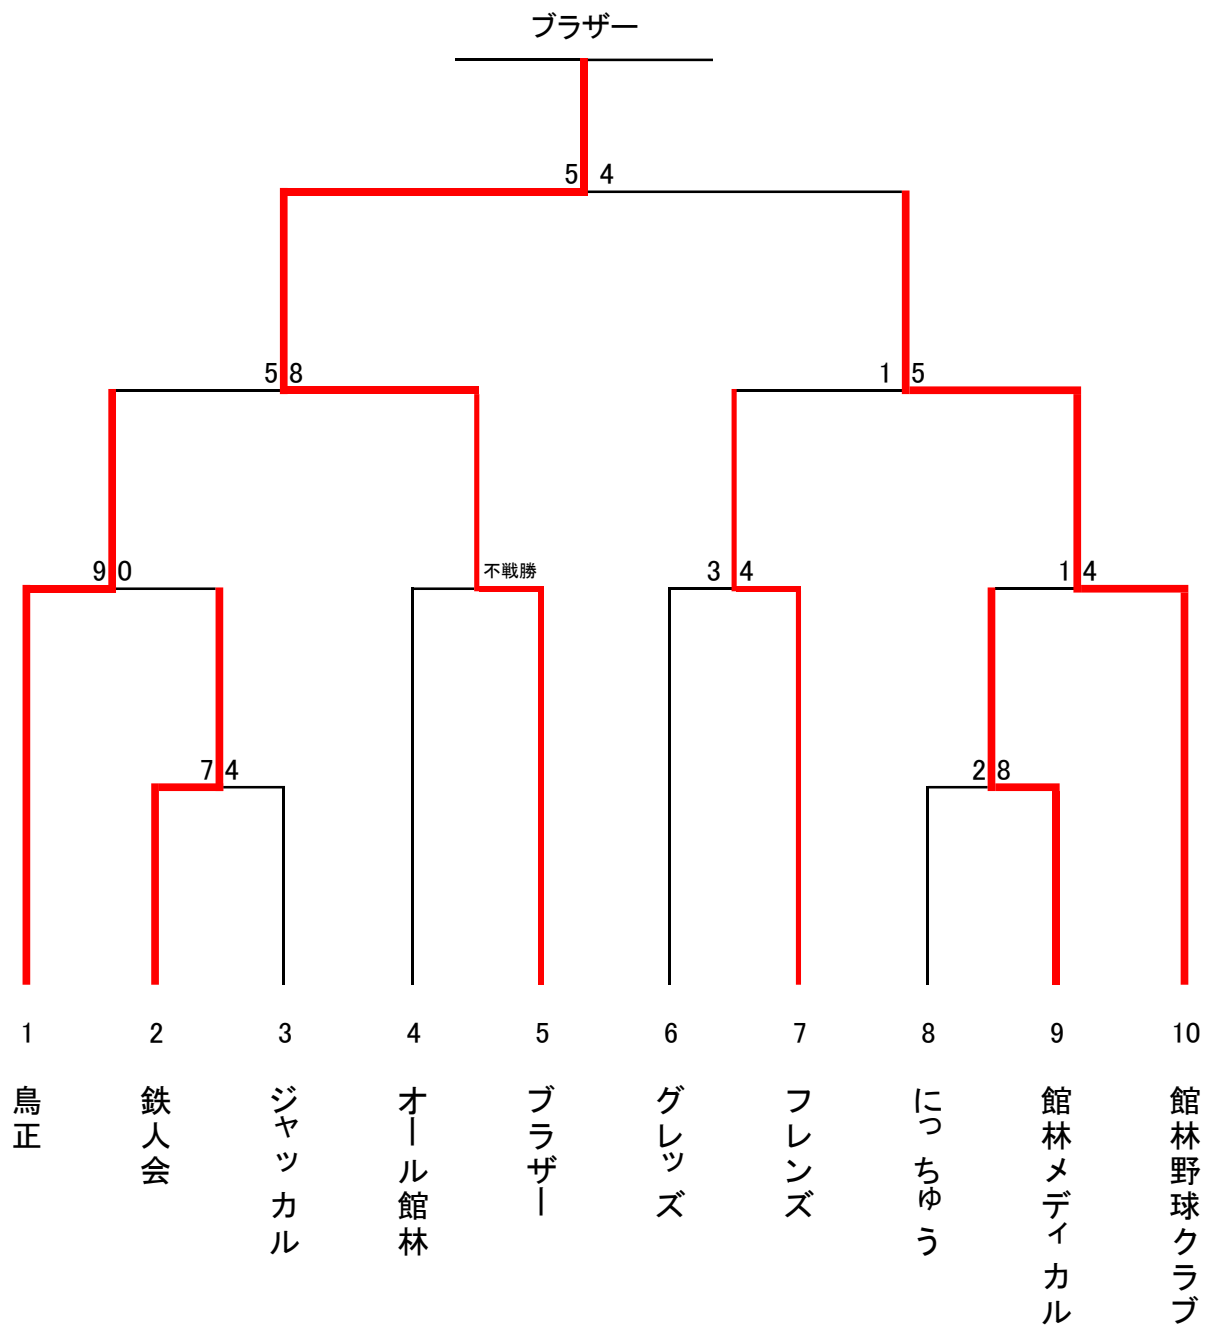 ブラザー
5 4
5 8
1 5
9 0
不戦勝
3 4
1 4
7 4
2 8
1 2 3 4 5 6 7 8 9 10
鳥正
鉄人会
ジャッカル
オール館林
ブラザー
グレッズ
フレンズ
にっちゅう
館林メディカル
館林野球クラブ